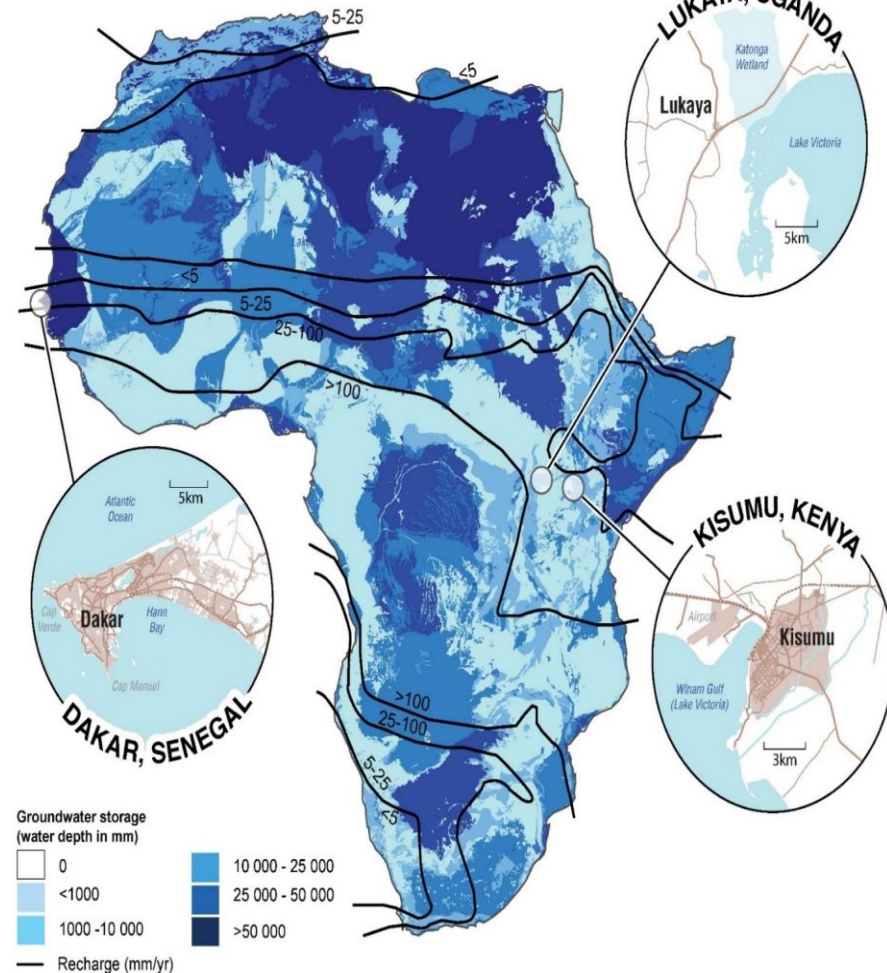 5-25
<5
LUKAYA, UGANDA
Katonga
Wetland
Lukaya
Lake Victoria
5km
<5
5-25
25-100
>100
Atlantic
Ocean
5km
Cap
Verde
Dakar
Hann
Bay
Cap Manuel
DAKAR, SENEGAL
KISUMU, KENYA
Airport
Kisumu
Winam Gulf
(Lake Victoria)
3km
>100
25-100
5-25
<5
Groundwater storage
(water depth in mm)
0
<1000
1000 -10 000
10 000 - 25 000
25 000 - 50 000
>50 000
Recharge (mm/yr)